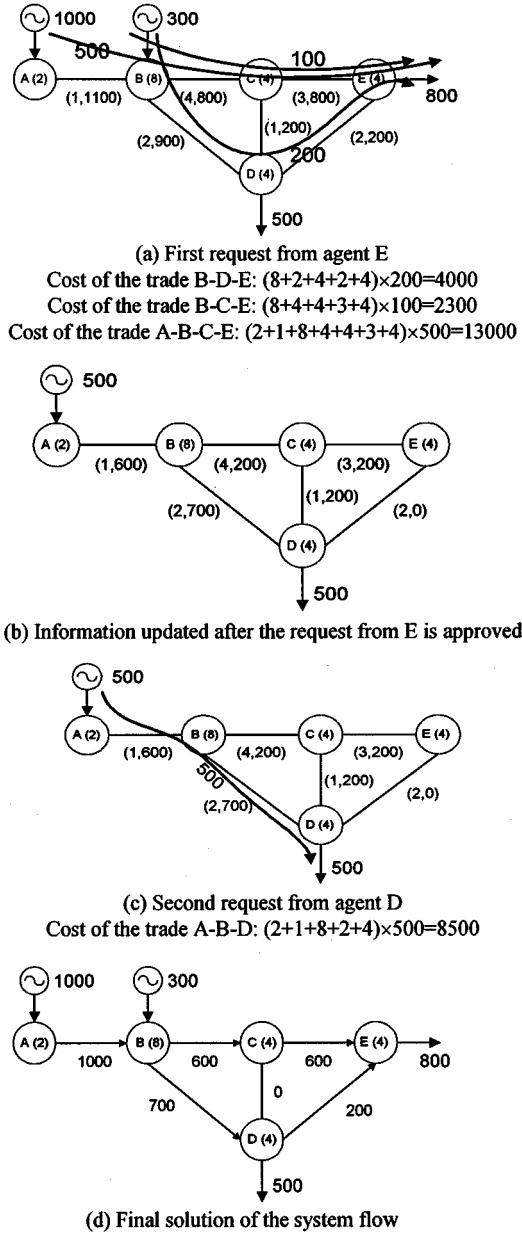 1000 300
500 100
A (2) B (8) C (4) E (4)
(1,1100) (4,800) (3,800) 800
(2,900) (1,200) (2,200)
200
D (4)
500
(a) First request from agent E
Cost of the trade B-D-E: (8+2+4+2+4)×200=4000
Cost of the trade B-C-E: (8+4+4+3+4)×100=2300
Cost of the trade A-B-C-E: (2+1+8+4+4+3+4)×500=13000
500
A (2) B (8) C (4) E (4)
(1,600) (4,200) (3,200)
(2,700) (1,200) (2,0)
D (4)
500
(b) Information updated after the request from E is approved
500
A (2) B (8) C (4) E (4)
(1,600) (4,200) (3,200)
500
(2,700) (1,200) (2,0)
D (4)
500
(c) Second request from agent D
Cost of the trade A-B-D: (2+1+8+2+4)×500=8500
1000 300
A (2) B (8) C (4) E (4)
1000 600 600 800
700 0 200
D (4)
500
(d) Final solution of the system flow